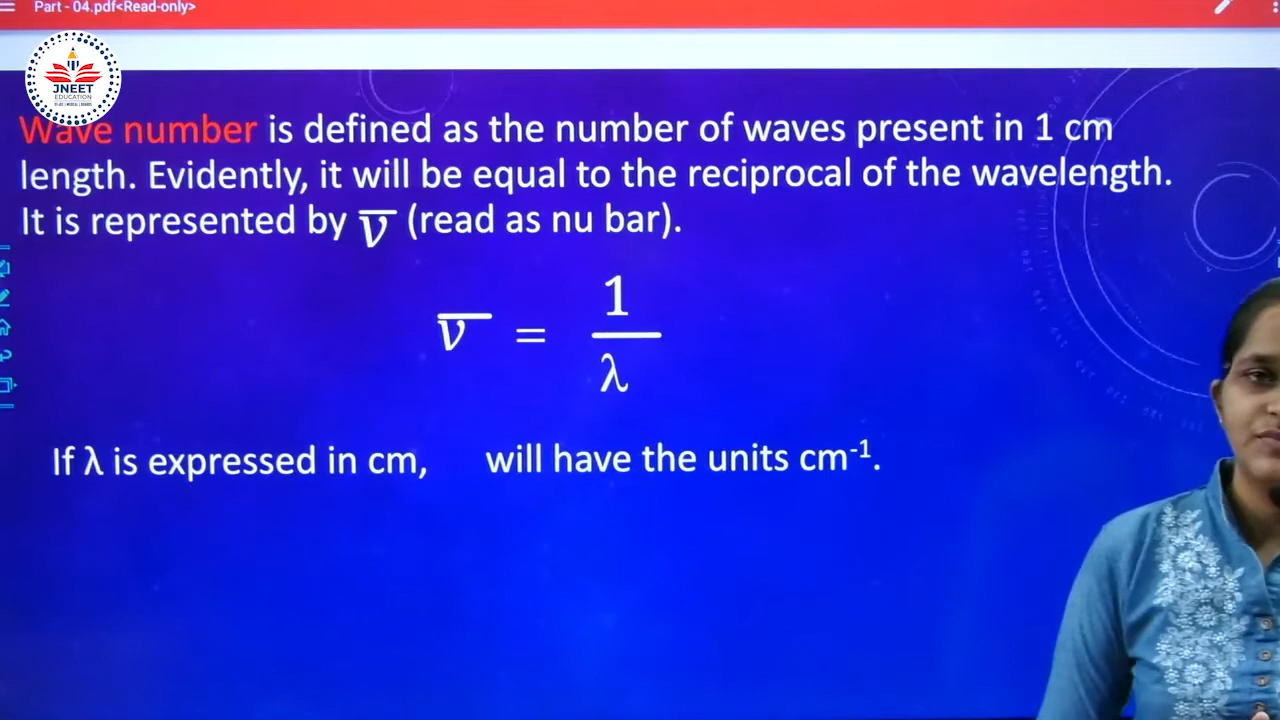 Part - 04.pdf<Read-only>
JNEET
EDUCATION
Wave number is defined as the number of waves present in 1 cm
length. Evidently, it will be equal to the reciprocal of the wavelength.
It is represented by ν̅ (read as nu bar).
ν̅ = 1/λ
If λ is expressed in cm, will have the units cm⁻¹.